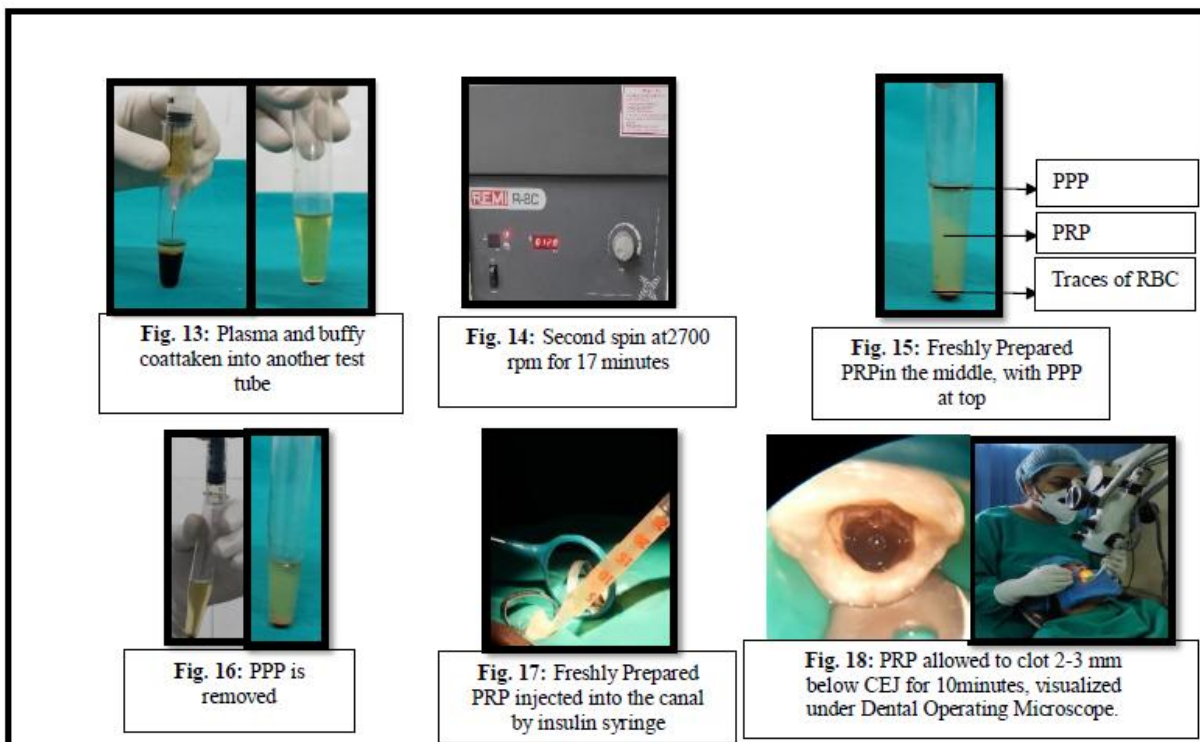 PPP
PRP
Traces of RBC
REMI R-8C
Fig. 13: Plasma and buffy
coattaken into another test
tube
Fig. 14: Second spin at2700
rpm for 17 minutes
Fig. 15: Freshly Prepared
PRPin the middle, with PPP
at top
Fig. 16: PPP is
removed
Fig. 17: Freshly Prepared
PRP injected into the canal
by insulin syringe
Fig. 18: PRP allowed to clot 2-3 mm
below CEJ for 10minutes, visualized
under Dental Operating Microscope.